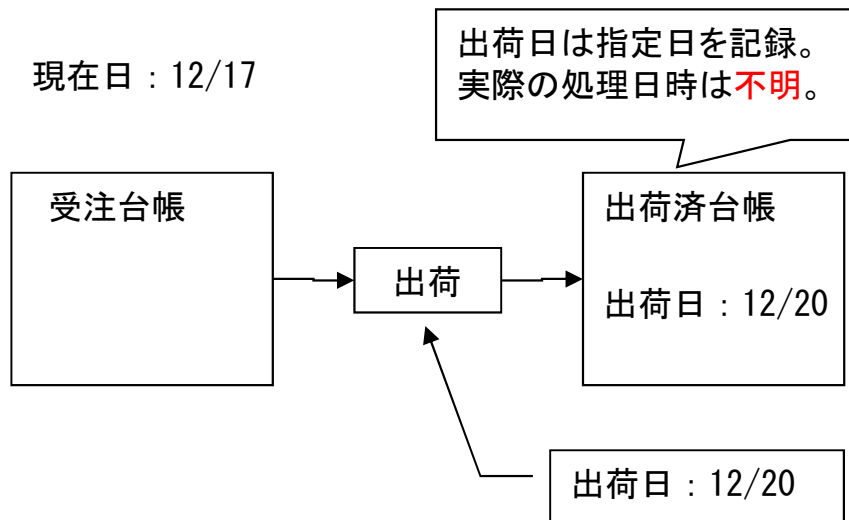 現在日：12/17
出荷日は指定日を記録。
実際の処理日時は不明。
受注台帳
出荷
出荷済台帳
出荷日：12/20
出荷日：12/20